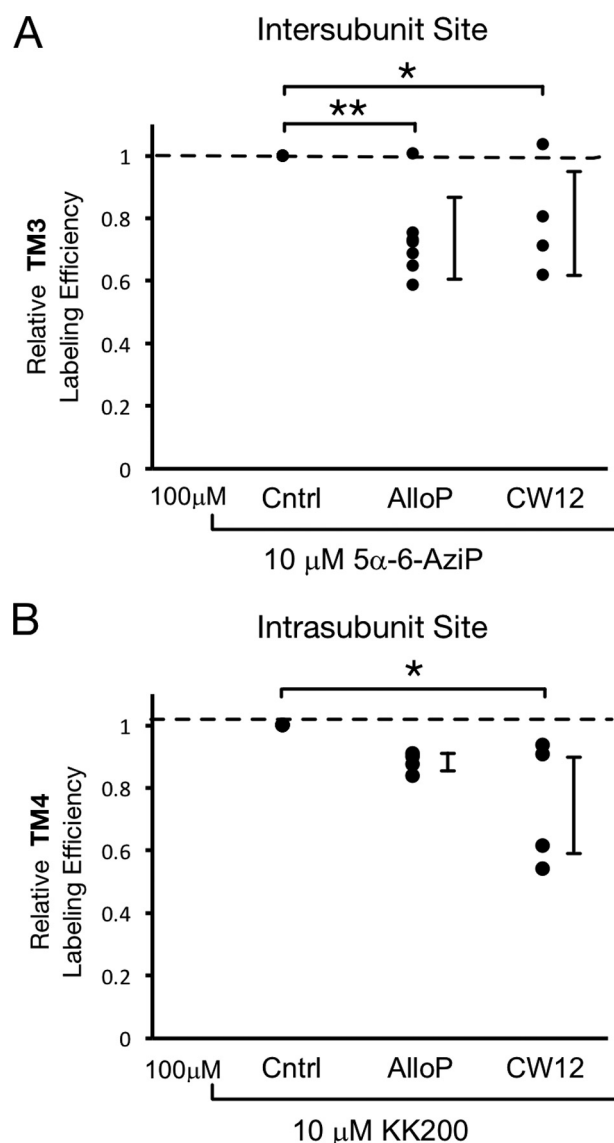 A
Intersubunit Site
*
**
Relative TM3
Labeling Efficiency
1
0.8
0.6
0.4
0.2
0
100μM Cntrl AlloP CW12
10 μM 5α-6-AziP
B
Intrasubunit Site
*
Relative TM4
Labeling Efficiency
1
0.8
0.6
0.4
0.2
0
100μM Cntrl AlloP CW12
10 μM KK200